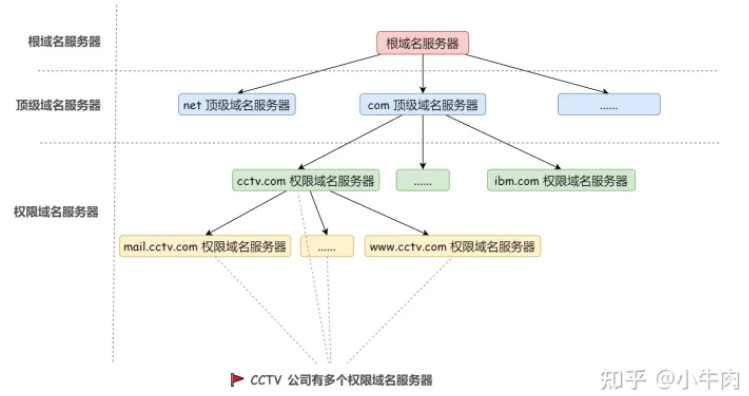 根域名服务器
根域名服务器
顶级域名服务器
net 顶级域名服务器
com 顶级域名服务器
......
cctv.com 权限域名服务器
......
ibm.com 权限域名服务器
权限域名服务器
mail.cctv.com 权限域名服务器
......
www.cctv.com 权限域名服务器
CCTV 公司有多个权限域名服务器
知乎 @小牛肉